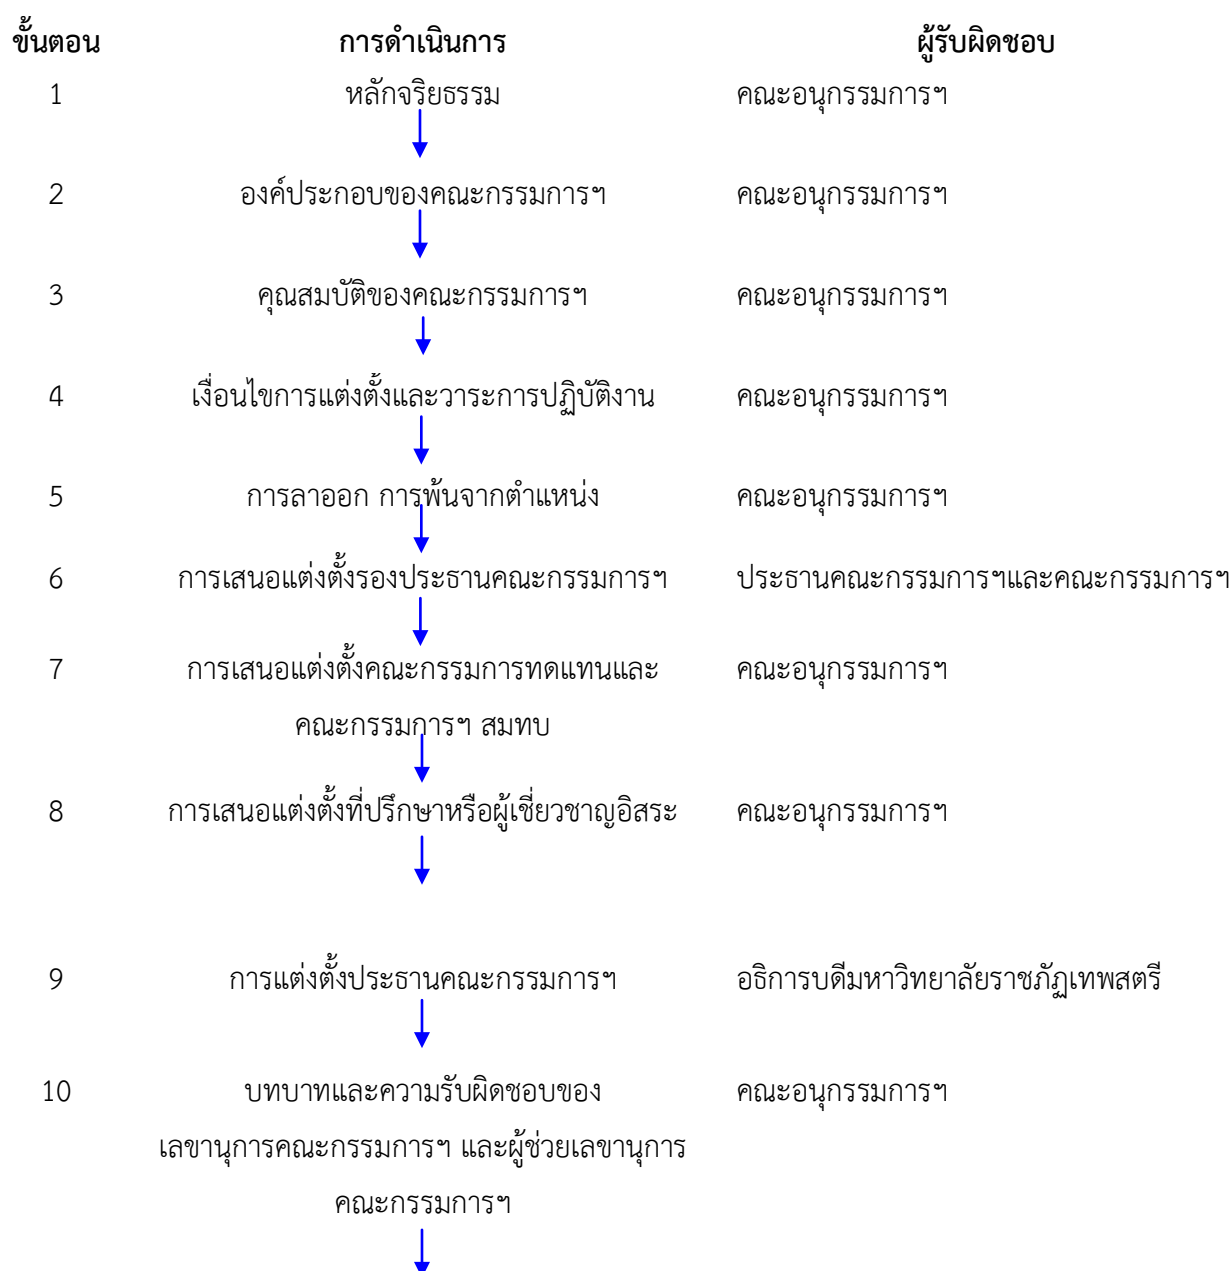 ขั้นตอน การดำเนินการ ผู้รับผิดชอบ
1 หลักจริยธรรม คณะอนุกรรมการฯ
2 องค์ประกอบของคณะกรรมการฯ คณะอนุกรรมการฯ
3 คุณสมบัติของคณะกรรมการฯ คณะอนุกรรมการฯ
4 เงื่อนไขการแต่งตั้งและวาระการปฏิบัติงาน คณะอนุกรรมการฯ
5 การลาออก การพ้นจากตำแหน่ง คณะอนุกรรมการฯ
6 การเสนอแต่งตั้งรองประธานคณะกรรมการฯ ประธานคณะกรรมการฯและคณะกรรมการฯ
7 การเสนอแต่งตั้งคณะกรรมการทดแทนและ คณะอนุกรรมการฯ
คณะกรรมการฯ สมทบ
8 การเสนอแต่งตั้งที่ปรึกษาหรือผู้เชี่ยวชาญอิสระ คณะอนุกรรมการฯ
9 การแต่งตั้งประธานคณะกรรมการฯ อธิการบดีมหาวิทยาลัยราชภัฏเทพสตรี
10 บทบาทและความรับผิดชอบของ คณะอนุกรรมการฯ
เลขานุการคณะกรรมการฯ และผู้ช่วยเลขานุการ
คณะกรรมการฯ